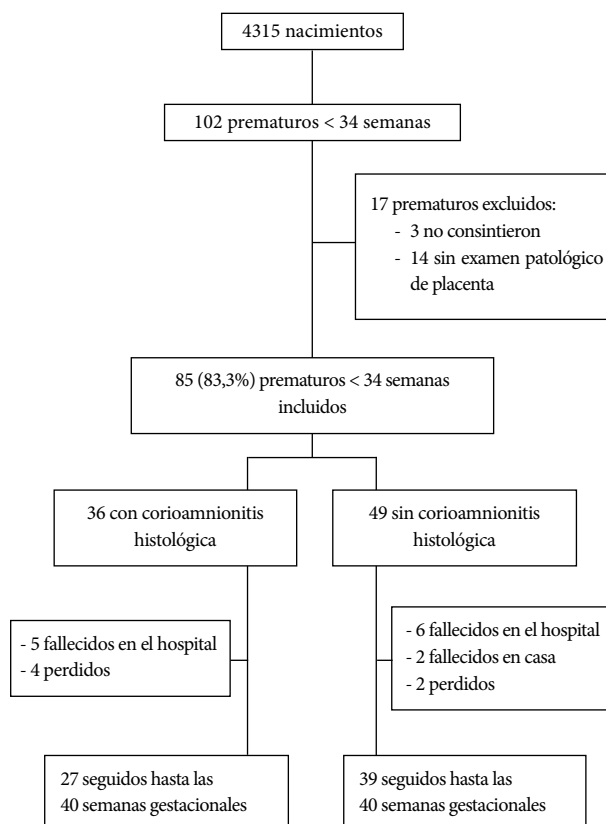 4315 nacimientos
102 prematuros < 34 semanas
17 prematuros excluidos:
- 3 no consintieron
- 14 sin examen patológico
de placenta
85 (83,3%) prematuros < 34 semanas
incluidos
36 con corioamnionitis
histológica
49 sin corioamnionitis
histológica
- 5 fallecidos en el hospital
- 4 perdidos
- 6 fallecidos en el hospital
- 2 fallecidos en casa
- 2 perdidos
27 seguidos hasta las
40 semanas gestacionales
39 seguidos hasta las
40 semanas gestacionales